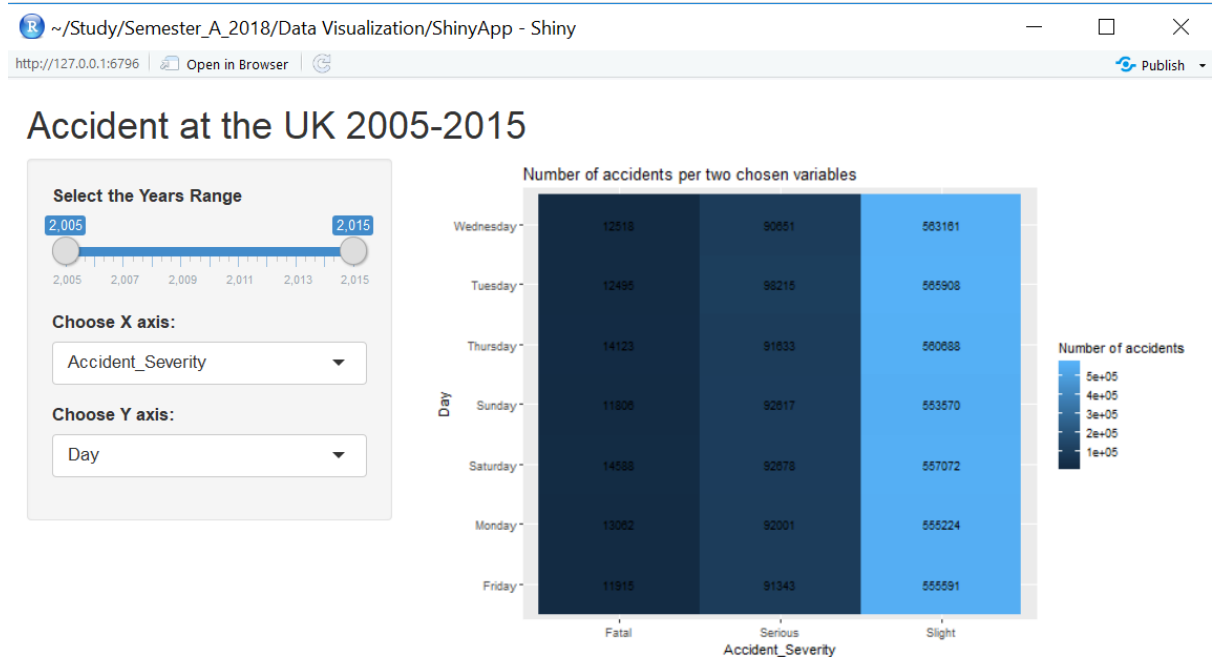 R ~/Study/Semester_A_2018/Data Visualization/ShinyApp - Shiny
http://127.0.0.1:6796 Open in Browser Publish
Accident at the UK 2005-2015
Select the Years Range
2,005 2,015
2,005 2,007 2,009 2,011 2,013 2,015
Choose X axis:
Accident_Severity
Choose Y axis:
Day
Number of accidents per two chosen variables
Day
Wednesday 12518 90651 563161
Tuesday 12495 98215 565908
Thursday 14123 91633 560688
Sunday 11806 92617 553570
Saturday 14588 92678 557072
Monday 13062 92001 555224
Friday 11915 91343 555591
Fatal Serious Slight
Accident_Severity
Number of accidents
5e+05
4e+05
3e+05
2e+05
1e+05